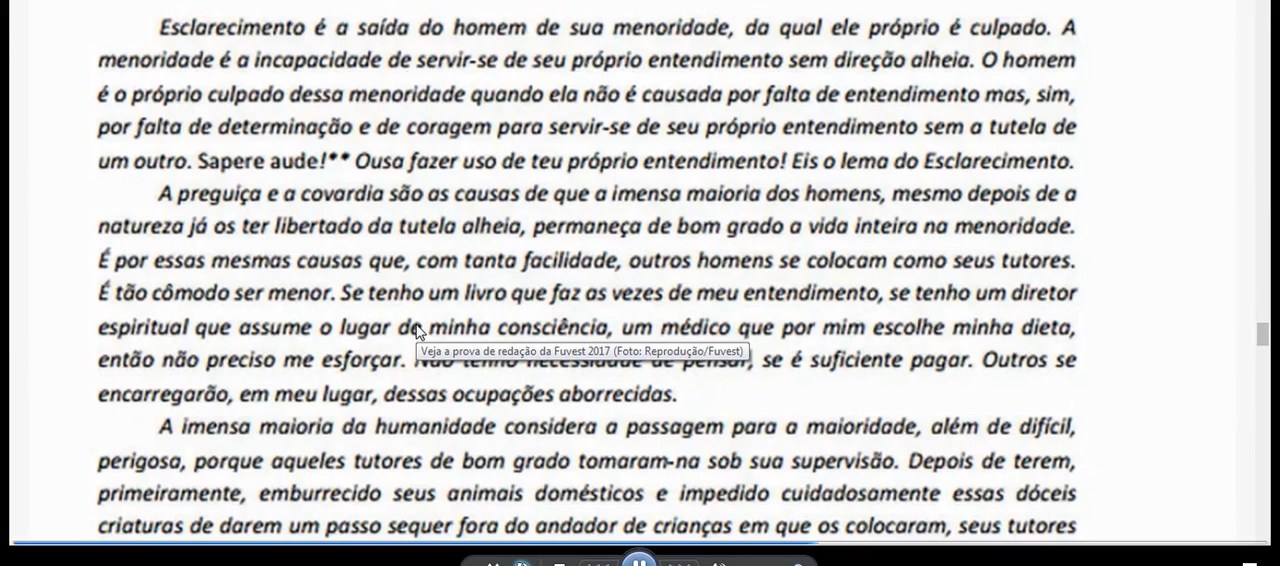 Esclarecimento é a saída do homem de sua menoridade, da qual ele próprio é culpado. A
menoridade é a incapacidade de servir-se de seu próprio entendimento sem direção alheia. O homem
é o próprio culpado dessa menoridade quando ela não é causada por falta de entendimento mas, sim,
por falta de determinação e de coragem para servir-se de seu próprio entendimento sem a tutela de
um outro. Sapere aude!** Ousa fazer uso de teu próprio entendimento! Eis o lema do Esclarecimento.
A preguiça e a covardia são as causas de que a imensa maioria dos homens, mesmo depois de a
natureza já os ter libertado da tutela alheia, permaneça de bom grado a vida inteira na menoridade.
É por essas mesmas causas que, com tanta facilidade, outros homens se colocam como seus tutores.
É tão cômodo ser menor. Se tenho um livro que faz as vezes de meu entendimento, se tenho um diretor
espiritual que assume o lugar de minha consciência, um médico que por mim escolhe minha dieta,
Veja a prova de redação da Fuvest 2017 (Foto: Reprodução/Fuvest)
então não preciso me esforçar. Não tenho necessidade de pensar, se é suficiente pagar. Outros se
encarregarão, em meu lugar, dessas ocupações aborrecidas.
A imensa maioria da humanidade considera a passagem para a maioridade, além de difícil,
perigosa, porque aqueles tutores de bom grado tomaram-na sob sua supervisão. Depois de terem,
primeiramente, emburrecido seus animais domésticos e impedido cuidadosamente essas dóceis
criaturas de darem um passo sequer fora do andador de crianças em que os colocaram, seus tutores